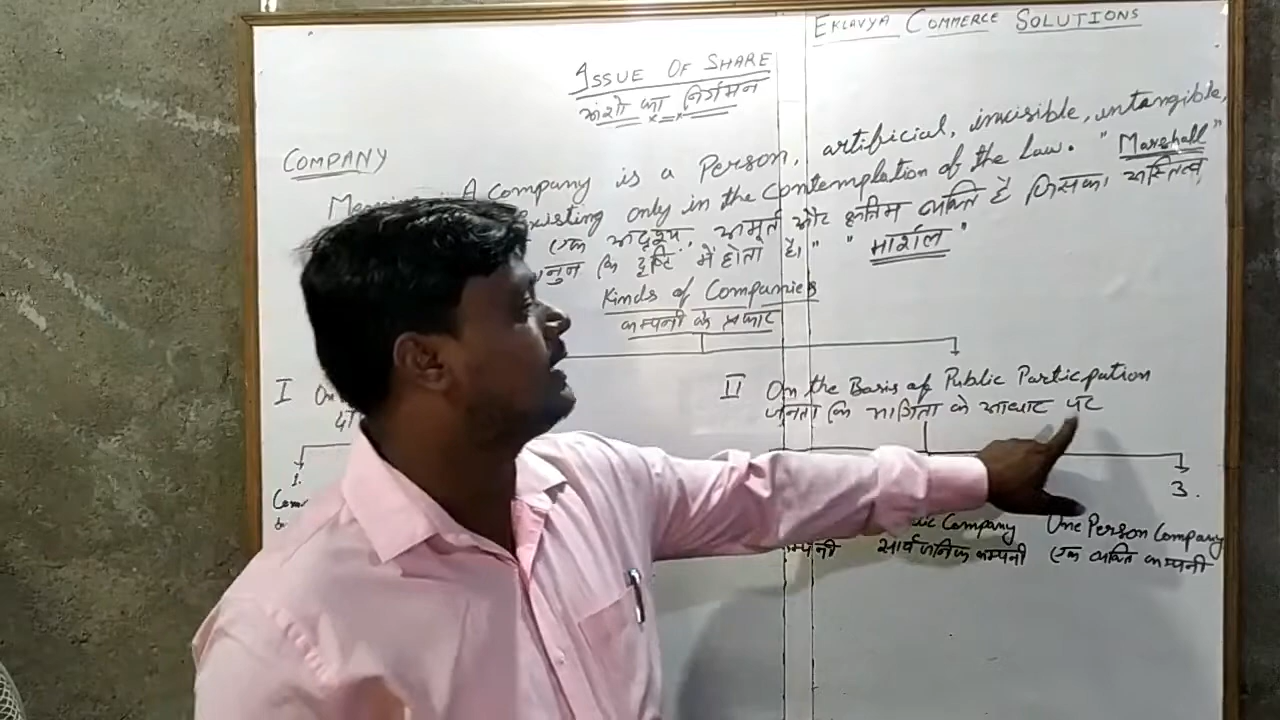 EKLAVYA COMMERCE SOLUTIONS
ISSUE OF SHARE
अंशो का निर्गमन
COMPANY
A Company is a Person, artificial, invisible, intangible,
Existing only in the Contemplation of the Law. "Marshall"
एक अदृश्य, अमूर्त और कृत्रिम व्यक्ति है जिसका अस्तित्व
कि दृष्टि में होता है।" "मार्शल"
Kinds of Companies
कम्पनी के प्रकार
I On
II On the Basis of Public Participation
जनता कि भागिता के आधार पर
1.
3.
Company One Person Company
सार्वजनिक कम्पनी एक व्यक्ति कम्पनी